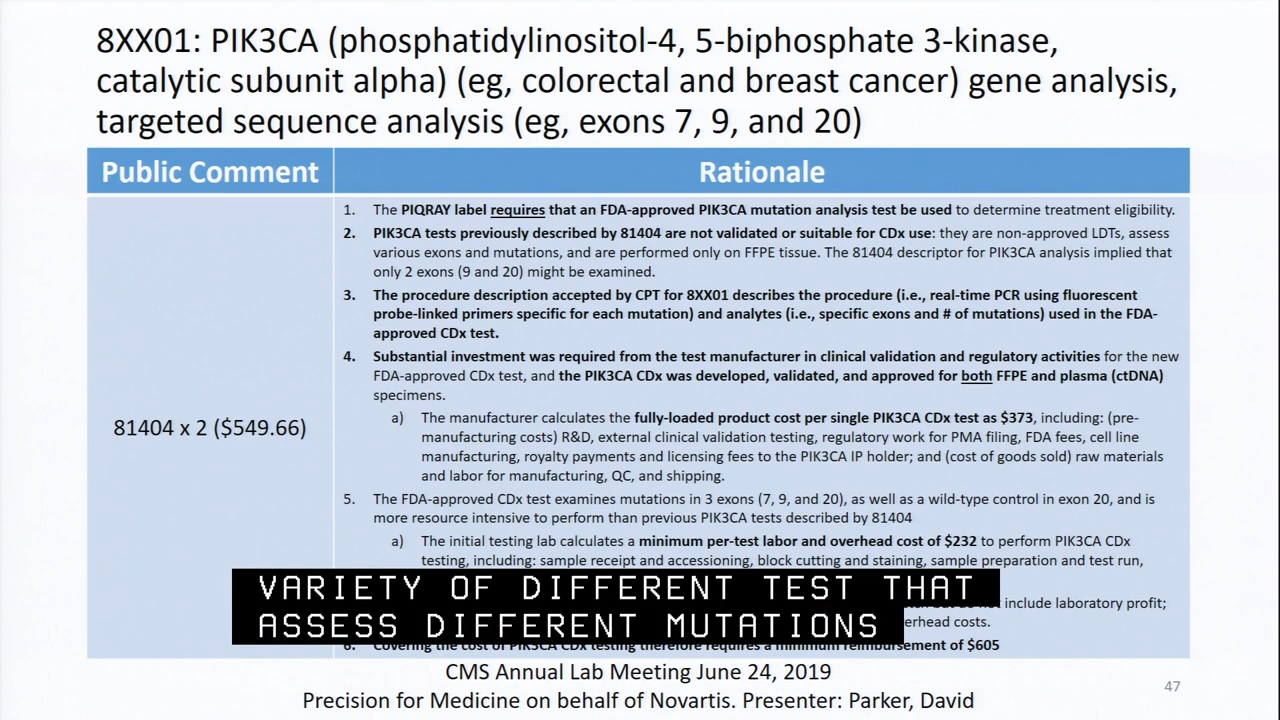 8XX01: PIK3CA (phosphatidylinositol-4, 5-biphosphate 3-kinase,
catalytic subunit alpha) (eg, colorectal and breast cancer) gene analysis,
targeted sequence analysis (eg, exons 7, 9, and 20)
Public Comment
Rationale
81404 x 2 ($549.66)
1. The PIQRAY label requires that an FDA-approved PIK3CA mutation analysis test be used to determine treatment eligibility.
2. PIK3CA tests previously described by 81404 are not validated or suitable for CDx use: they are non-approved LDTs, assess
various exons and mutations, and are performed only on FFPE tissue. The 81404 descriptor for PIK3CA analysis implied that
only 2 exons (9 and 20) might be examined.
3. The procedure description accepted by CPT for 8XX01 describes the procedure (i.e., real-time PCR using fluorescent
probe-linked primers specific for each mutation) and analytes (i.e., specific exons and # of mutations) used in the FDA-
approved CDx test.
4. Substantial investment was required from the test manufacturer in clinical validation and regulatory activities for the new
FDA-approved CDx test, and the PIK3CA CDx was developed, validated, and approved for both FFPE and plasma (ctDNA)
specimens.
a) The manufacturer calculates the fully-loaded product cost per single PIK3CA CDx test as $373, including: (pre-
manufacturing costs) R&D, external clinical validation testing, regulatory work for PMA filing, FDA fees, cell line
manufacturing, royalty payments and licensing fees to the PIK3CA IP holder; and (cost of goods sold) raw materials
and labor for manufacturing, QC, and shipping.
5. The FDA-approved CDx test examines mutations in 3 exons (7, 9, and 20), as well as a wild-type control in exon 20, and is
more resource intensive to perform than previous PIK3CA tests described by 81404
a) The initial testing lab calculates a minimum per-test labor and overhead cost of $232 to perform PIK3CA CDx
testing, including: sample receipt and accessioning, block cutting and staining, sample preparation and test run,
include laboratory profit;
costs.
6. Covering the cost of PIK3CA CDx testing therefore requires a minimum reimbursement of $605
VARIETY OF DIFFERENT TEST THAT
ASSESS DIFFERENT MUTATIONS
CMS Annual Lab Meeting June 24, 2019
Precision for Medicine on behalf of Novartis. Presenter: Parker, David
47